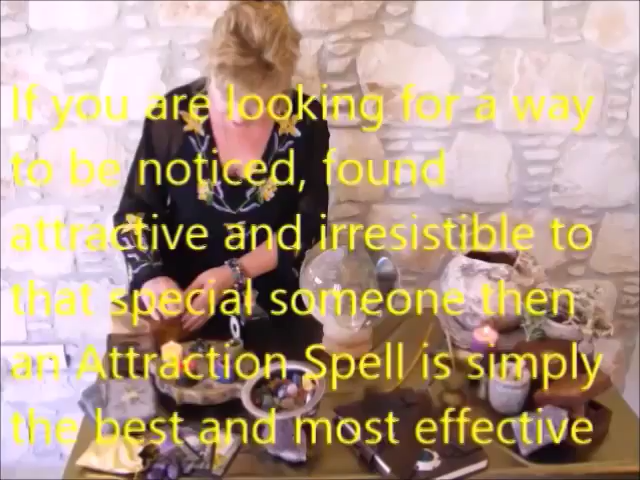 If you are looking for a way
to be noticed, found
attractive and irresistible to
that special someone then
an Attraction Spell is simply
the best and most effective